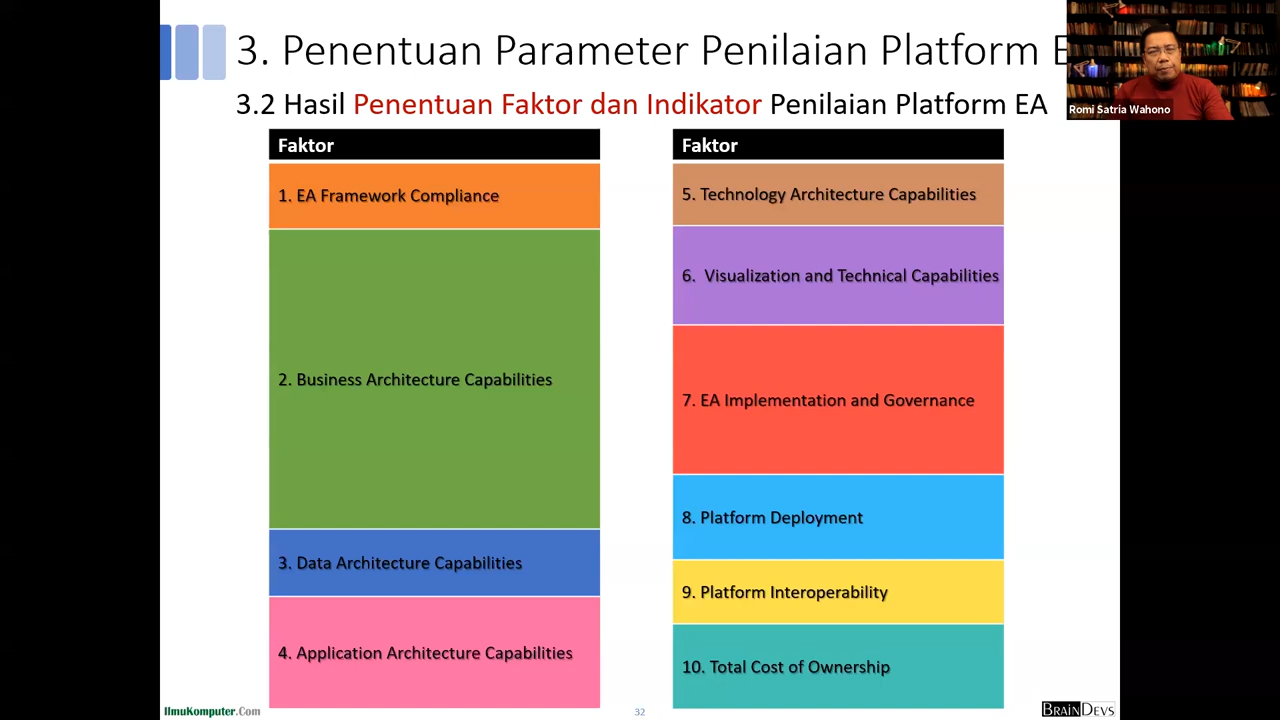 3. Penentuan Parameter Penilaian Platform
Romi Satria Wahono
3.2 Hasil Penentuan Faktor dan Indikator Penilaian Platform EA
Faktor
1. EA Framework Compliance
2. Business Architecture Capabilities
3. Data Architecture Capabilities
4. Application Architecture Capabilities
Faktor
5. Technology Architecture Capabilities
6. Visualization and Technical Capabilities
7. EA Implementation and Governance
8. Platform Deployment
9. Platform Interoperability
10. Total Cost of Ownership
IlmuKomputer.Com
32
BRAINDEVS